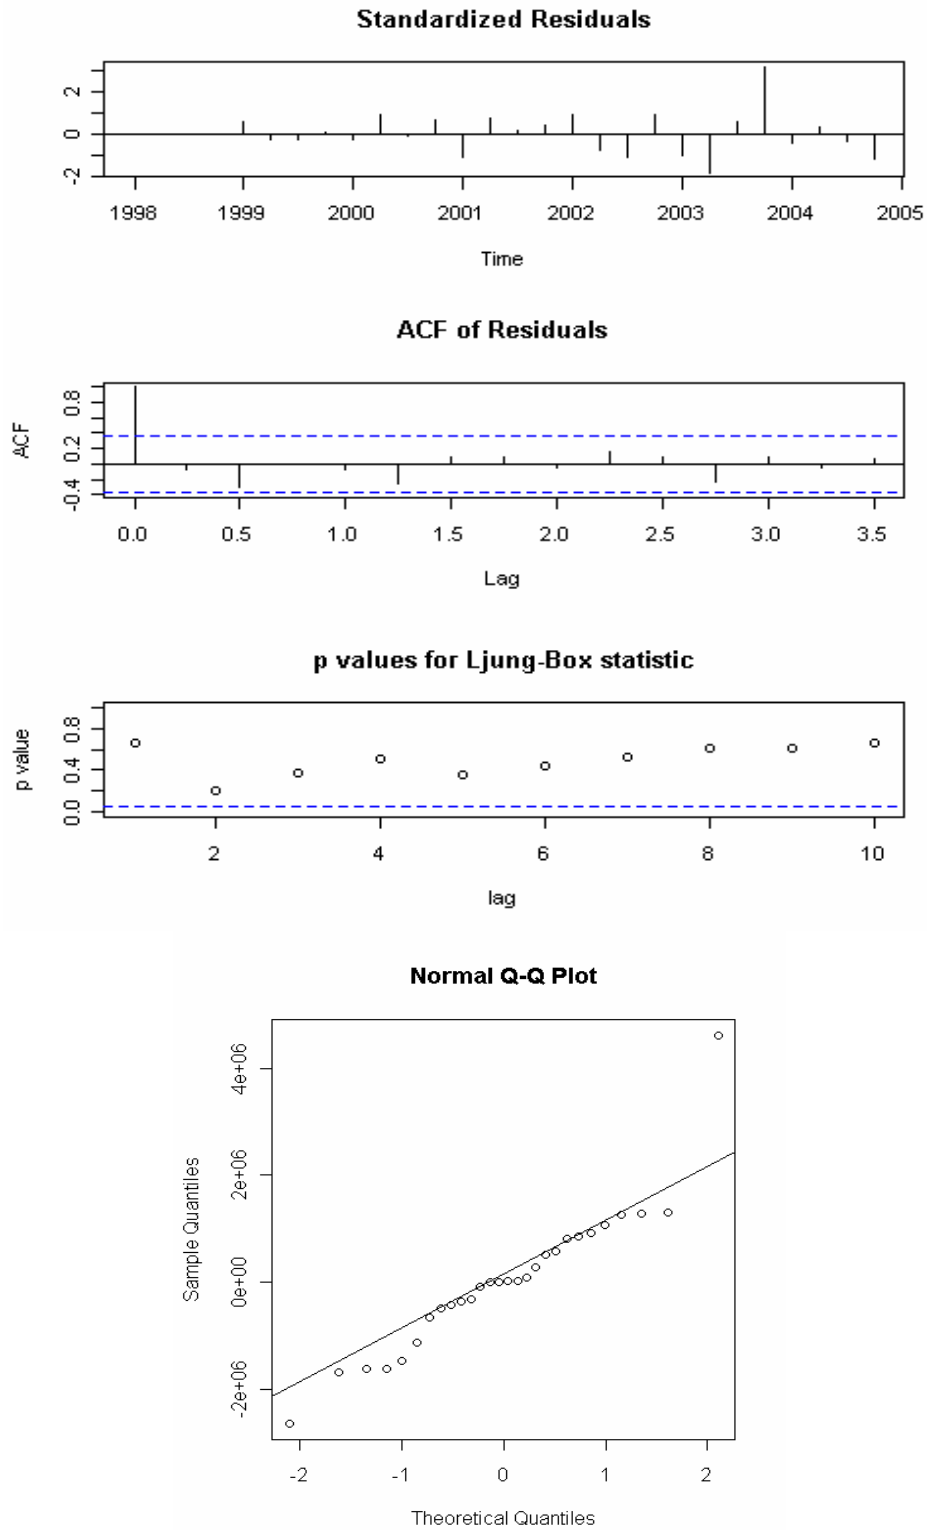 Standardized Residuals
-2 0 2
1998 1999 2000 2001 2002 2003 2004 2005
Time
ACF of Residuals
ACF
-0.4 0.2 0.8
0.0 0.5 1.0 1.5 2.0 2.5 3.0 3.5
Lag
p values for Ljung-Box statistic
p value
0.0 0.4 0.8
2 4 6 8 10
lag
Normal Q-Q Plot
Sample Quantiles
-2e+06 0e+00 2e+06 4e+06
-2 -1 0 1 2
Theoretical Quantiles